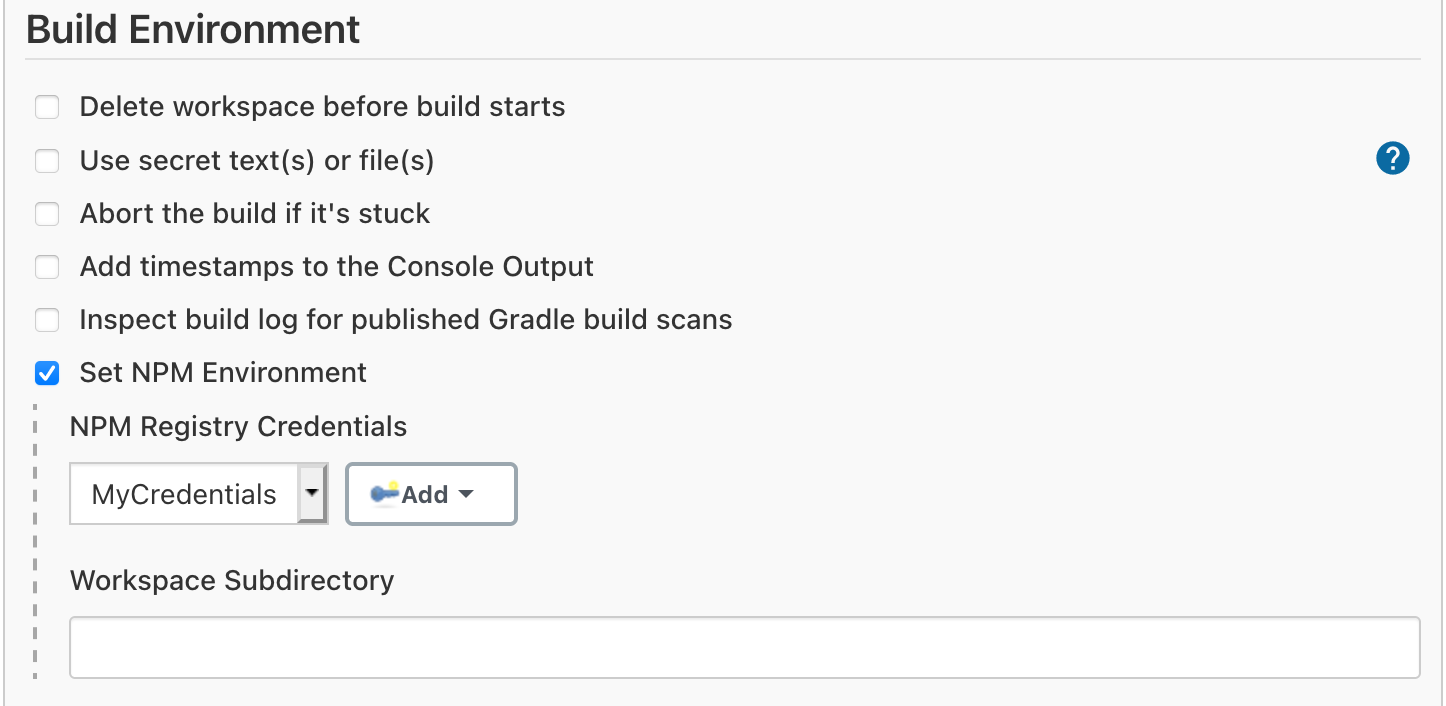 Build Environment
Delete workspace before build starts
Use secret text(s) or file(s)
?
Abort the build if it's stuck
Add timestamps to the Console Output
Inspect build log for published Gradle build scans
Set NPM Environment
NPM Registry Credentials
MyCredentials
Add
Workspace Subdirectory